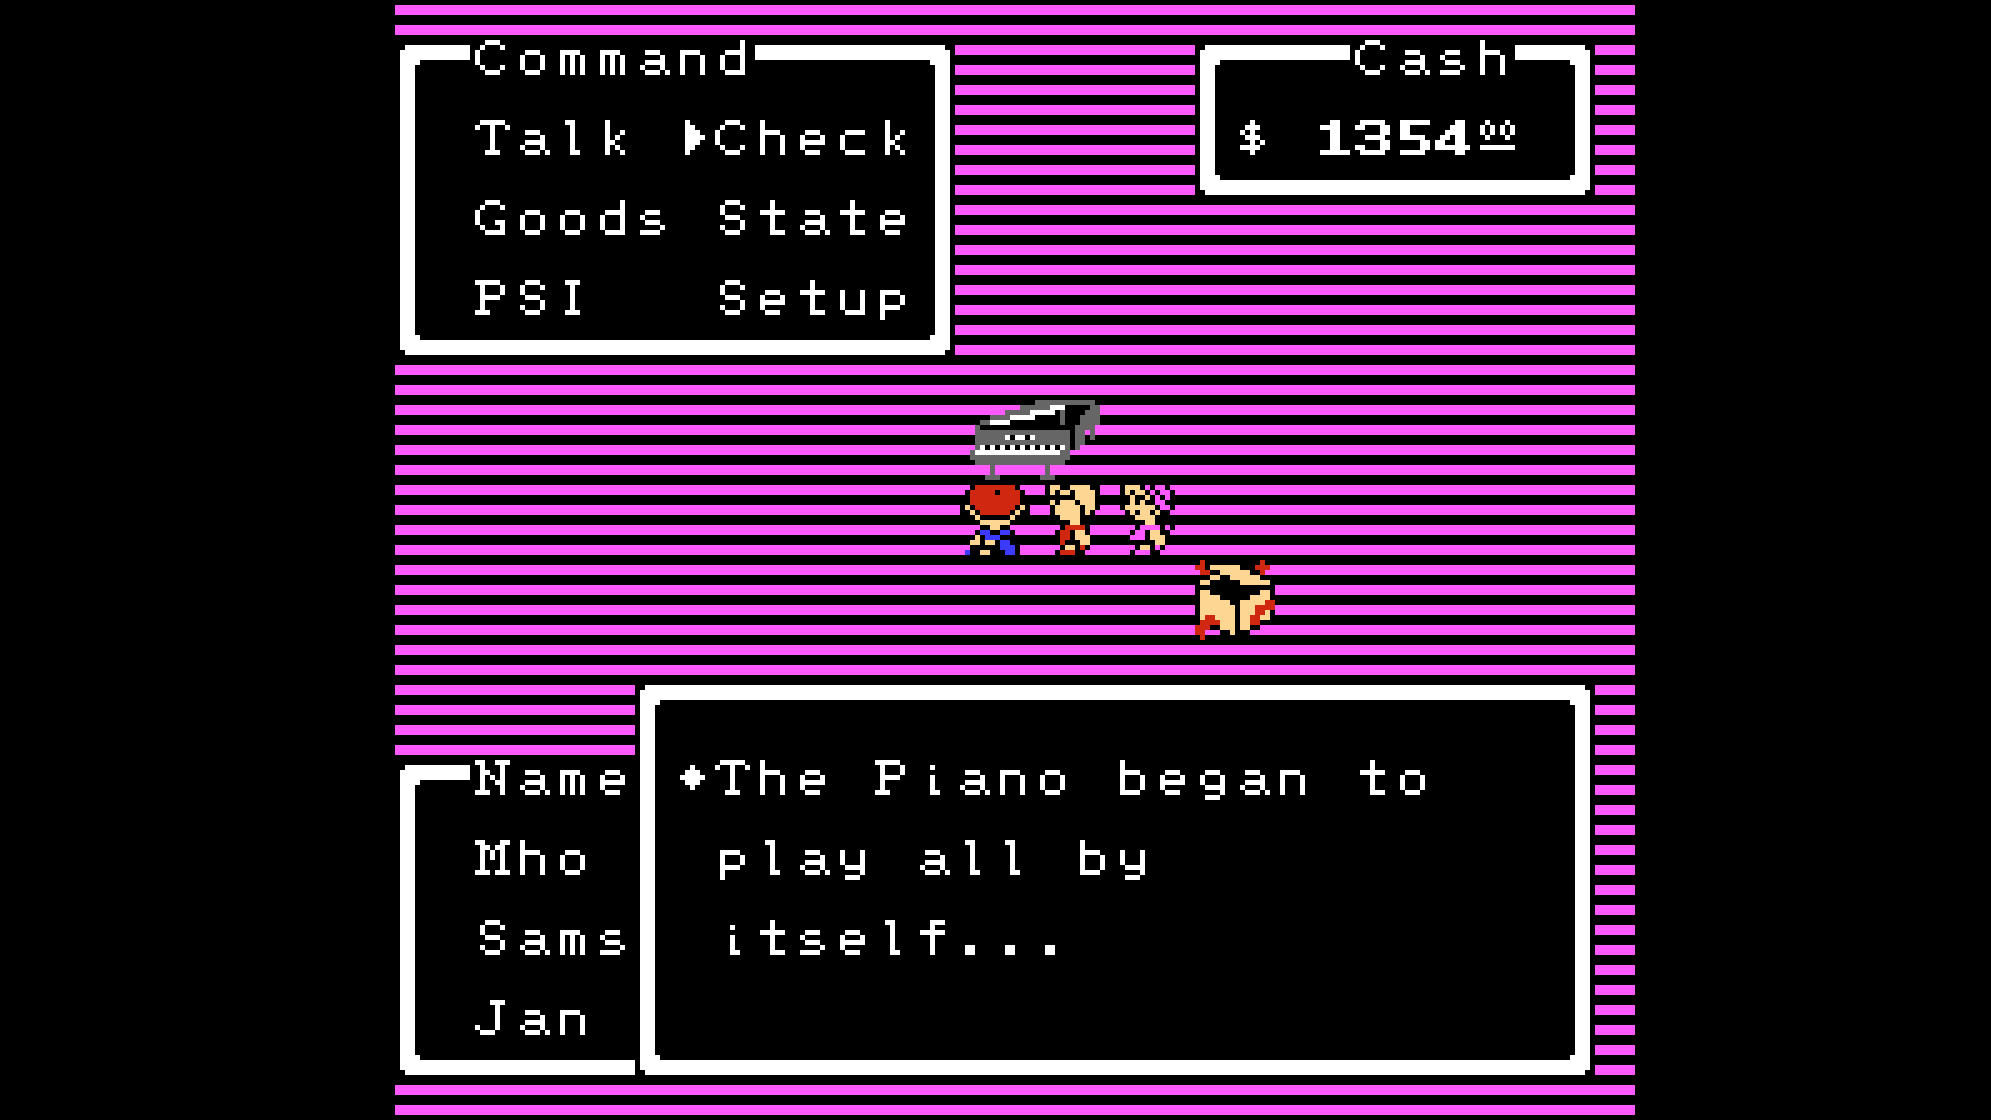 Command
Talk ▶Check
Goods State
PSI Setup
Cash
$ 1354.00
Name
Mho
Sams
Jan
◆The Piano began to
play all by
itself...